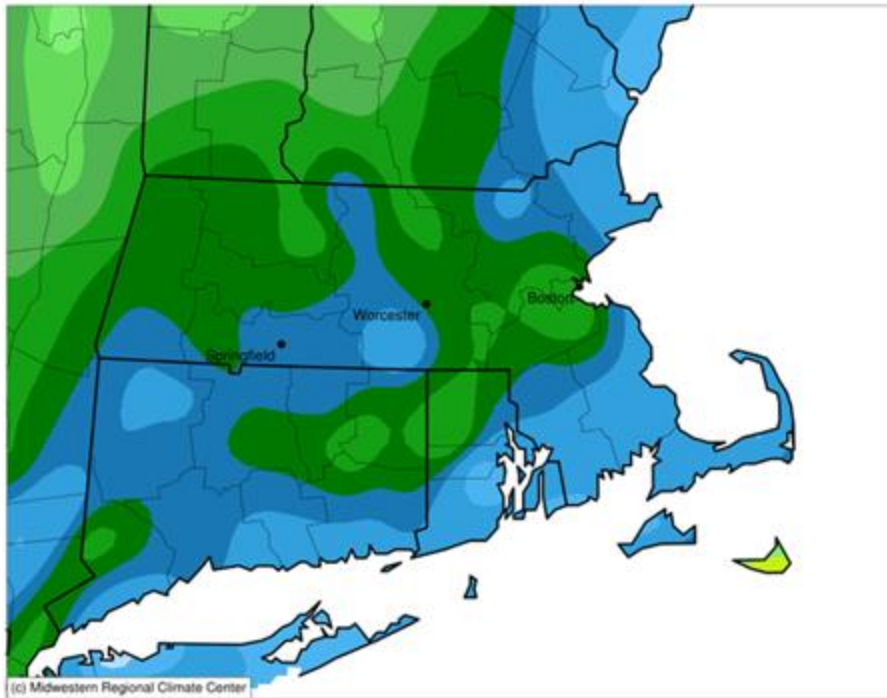 Boston
Worcester
Springfield
(c) Midwestern Regional Climate Center